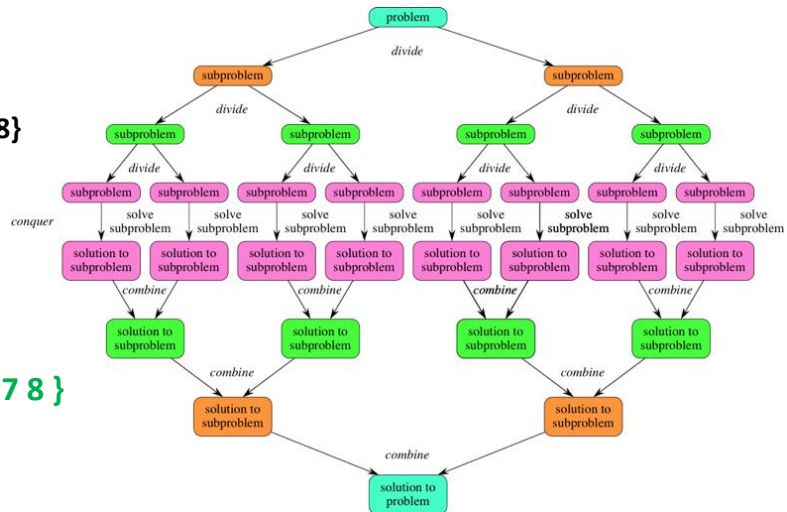 problem
divide
subproblem subproblem
divide divide
8}
subproblem subproblem subproblem subproblem
divide divide divide divide
subproblem subproblem subproblem subproblem subproblem subproblem subproblem subproblem
conquer
solve solve solve solve solve solve solve solve
subproblem subproblem subproblem subproblem subproblem subproblem subproblem subproblem
solution to solution to solution to solution to solution to solution to solution to solution to
subproblem subproblem subproblem subproblem subproblem subproblem subproblem subproblem
combine combine combine combine
solution to solution to solution to solution to
subproblem subproblem subproblem subproblem
combine combine
7 8 }
solution to solution to
subproblem subproblem
combine
solution to
problem